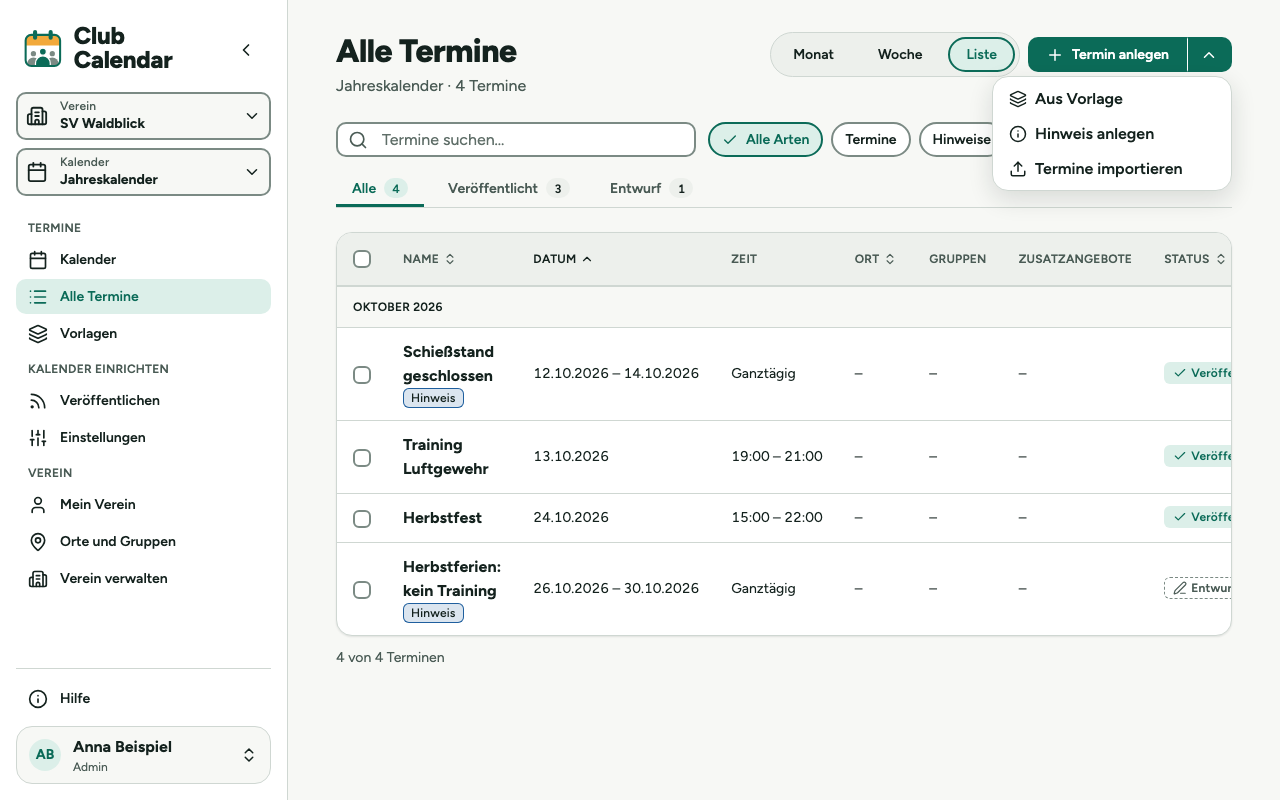 Club
Calendar
Verein
SV Waldblick
Kalender
Jahreskalender
TERMINE
Kalender
Alle Termine
Vorlagen
KALENDER EINRICHTEN
Veröffentlichen
Einstellungen
VEREIN
Mein Verein
Orte und Gruppen
Verein verwalten
Hilfe
AB
Anna Beispiel
Admin
Alle Termine
Jahreskalender · 4 Termine
Monat Woche Liste
Termin anlegen
Aus Vorlage
Hinweis anlegen
Termine importieren
Termine suchen...
Alle Arten Termine Hinweise
Alle 4 Veröffentlicht 3 Entwurf 1
NAME DATUM ZEIT ORT GRUPPEN ZUSATZANGEBOTE STATUS
OKTOBER 2026
Schießstand
geschlossen
Hinweis
12.10.2026 – 14.10.2026 Ganztägig – – – Veröffe
Training
Luftgewehr
13.10.2026 19:00 – 21:00 – – – Veröffe
Herbstfest 24.10.2026 15:00 – 22:00 – – – Veröffe
Herbstferien:
kein Training
Hinweis
26.10.2026 – 30.10.2026 Ganztägig – – – Entwur
4 von 4 Terminen